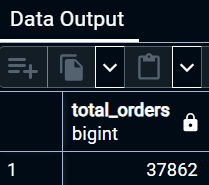 Data Output
total_orders
bigint
1 37862